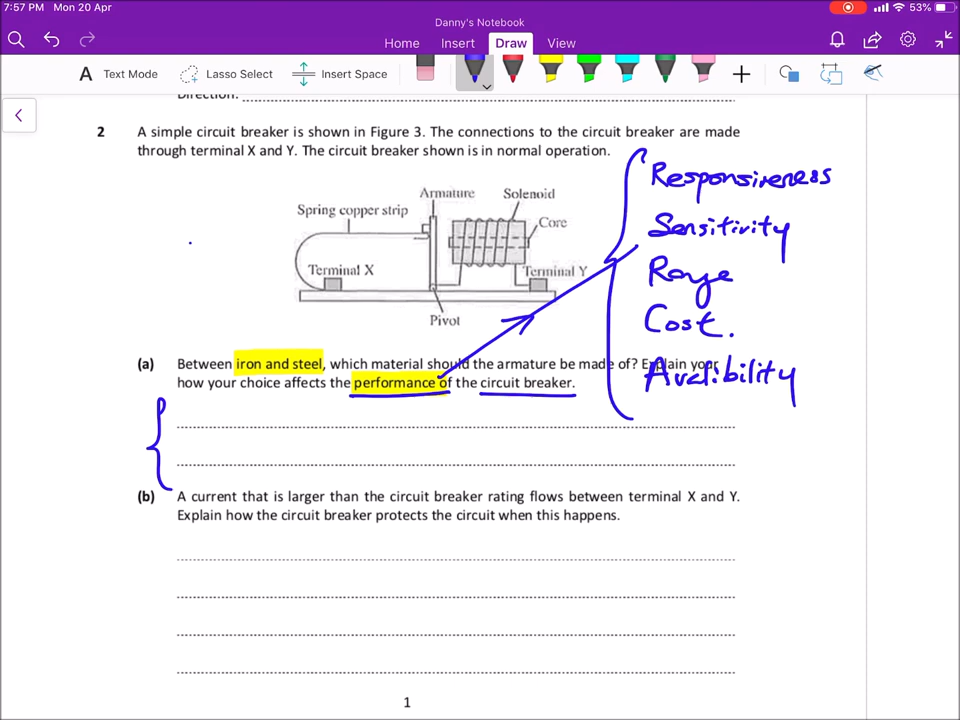 7:57 PM Mon 20 Apr
53%
Danny's Notebook
Home Insert Draw View
A Text Mode Lasso Select Insert Space
Direction:
2 A simple circuit breaker is shown in Figure 3. The connections to the circuit breaker are made
through terminal X and Y. The circuit breaker shown is in normal operation.
Responsiveness
Armature Solenoid
Spring copper strip
Core
Sensitivity
Terminal X
Terminal Y
Range
Pivot
Cost.
(a) Between iron and steel, which material should the armature be made of? Explain your
how your choice affects the performance of the circuit breaker.
Avalibility
(b) A current that is larger than the circuit breaker rating flows between terminal X and Y.
Explain how the circuit breaker protects the circuit when this happens.
1